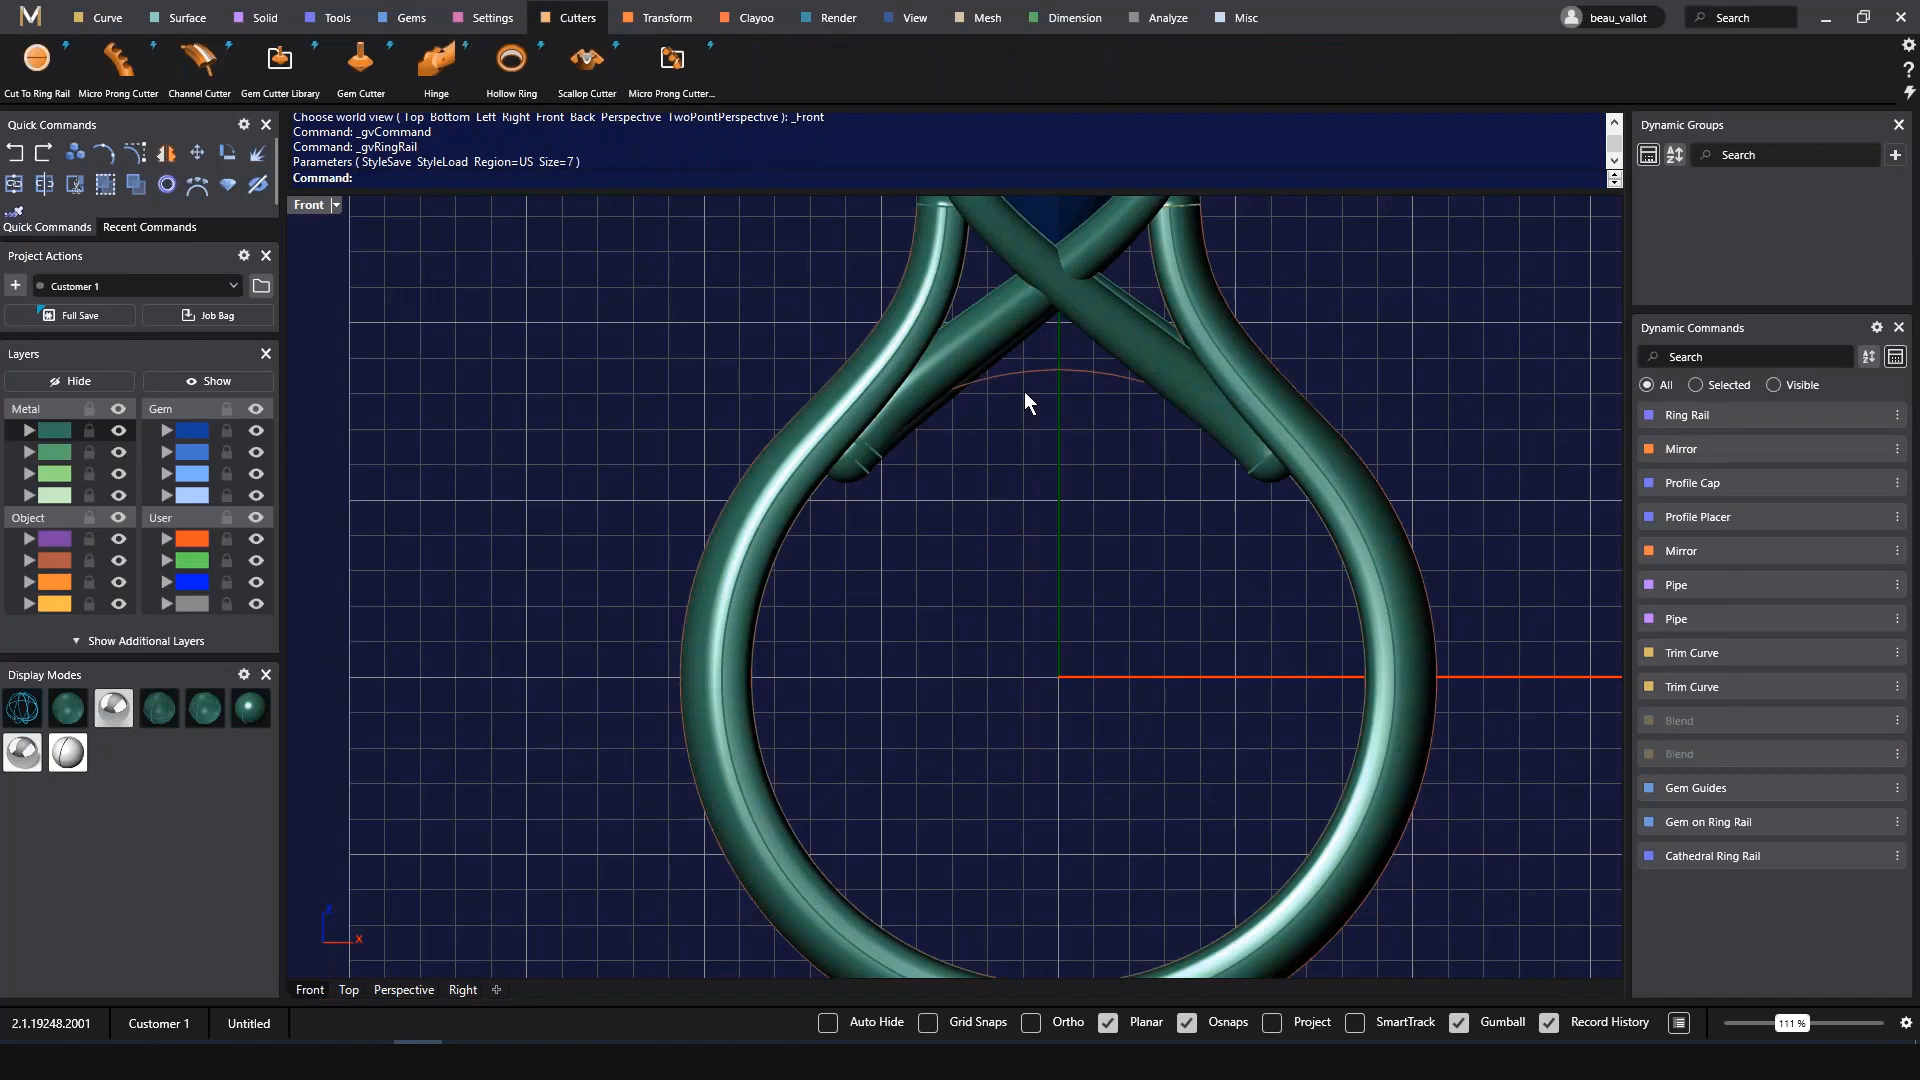 Curve Surface Solid Tools Gems Settings Cutters Transform Clayoo Render View Mesh Dimension Analyze Misc beau_vallot Search
Cut To Ring Rail Micro Prong Cutter Channel Cutter Gem Cutter Library Gem Cutter Hinge Hollow Ring Scallop Cutter Micro Prong Cutter...
Quick Commands
Quick Commands Recent Commands
Project Actions
Customer 1
Full Save Job Bag
Layers
Hide Show
Metal Gem
Object User
Show Additional Layers
Display Modes
Choose world view ( Top Bottom Left Right Front Back Perspective TwoPointPerspective ): _Front
Command: _gvCommand
Command: _gvRingRail
Parameters ( StyleSave StyleLoad Region=US Size=7 )
Command:
Front
z
x
Front Top Perspective Right
Dynamic Groups
Search
Dynamic Commands
Search
All Selected Visible
Ring Rail
Mirror
Profile Cap
Profile Placer
Mirror
Pipe
Pipe
Trim Curve
Trim Curve
Blend
Blend
Gem Guides
Gem on Ring Rail
Cathedral Ring Rail
2.1.19248.2001 Customer 1 Untitled Auto Hide Grid Snaps Ortho Planar Osnaps Project SmartTrack Gumball Record History 111 %